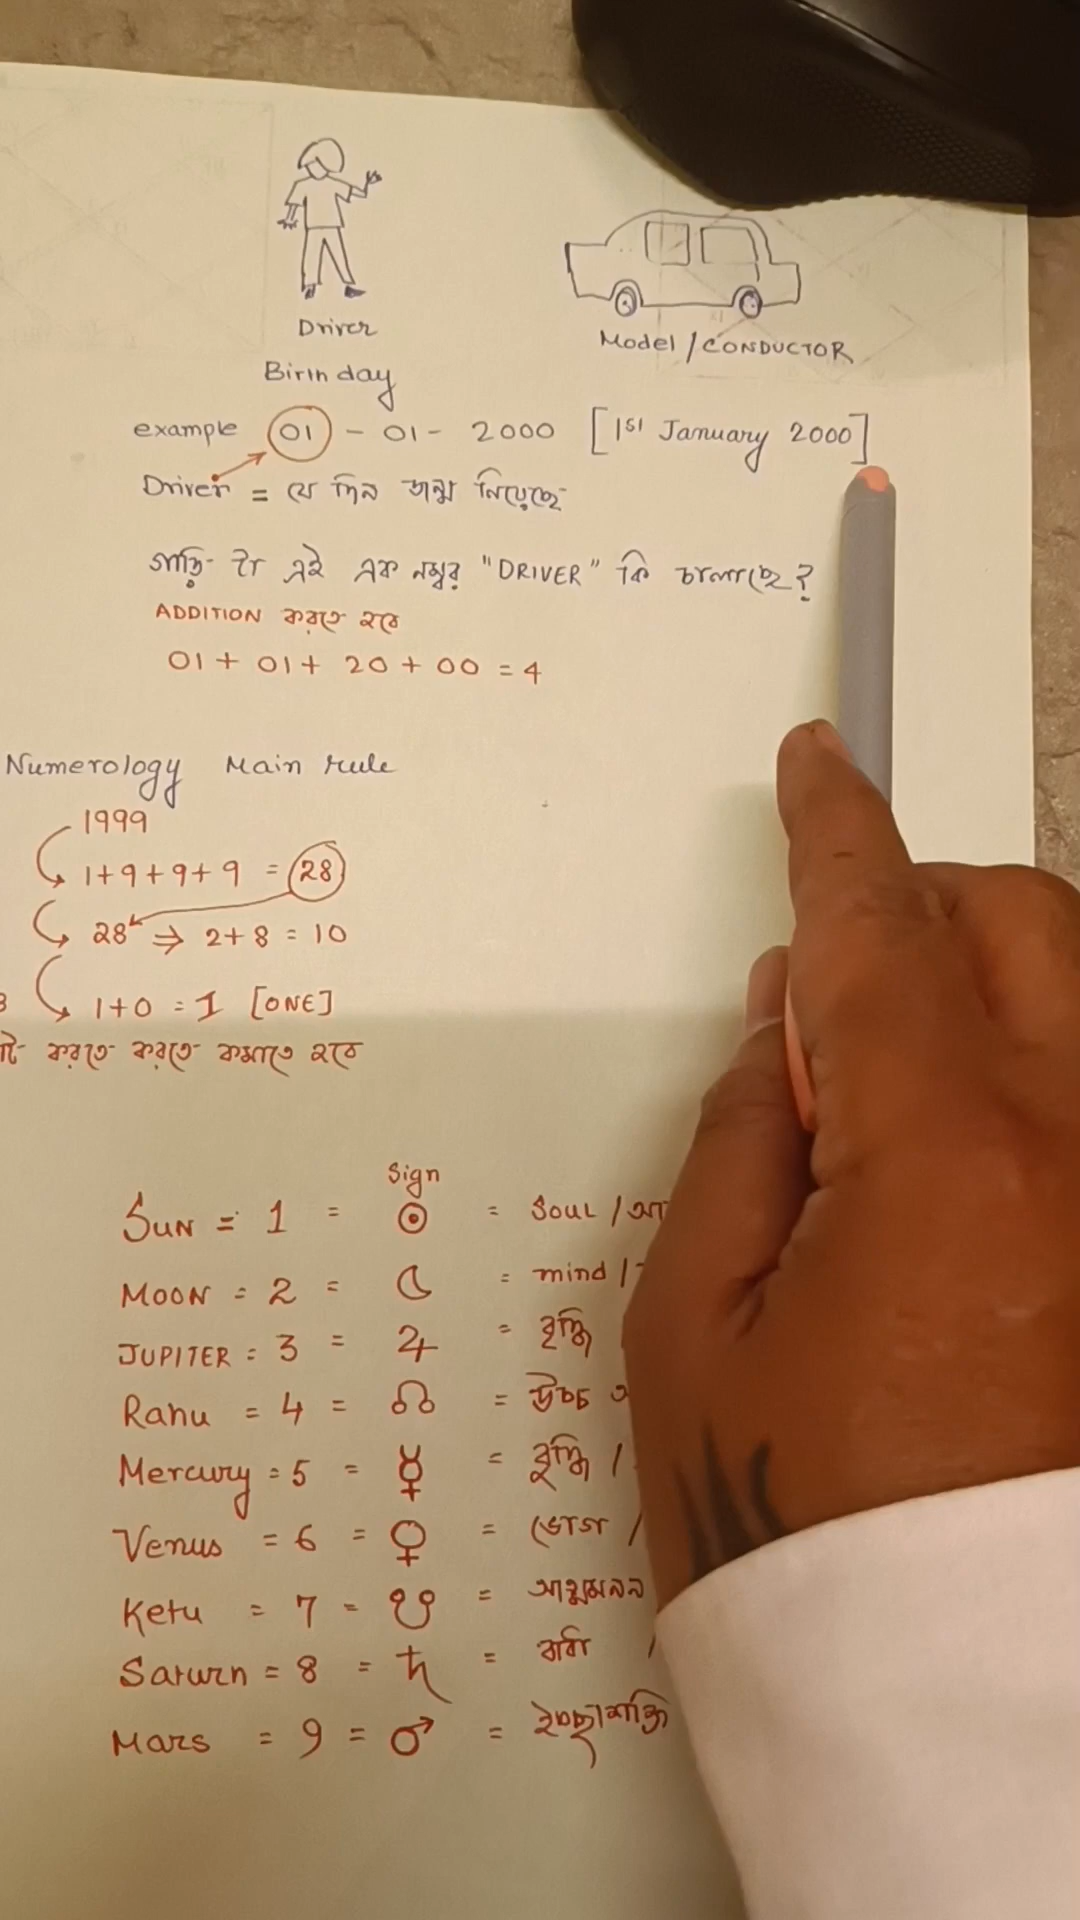 Driver
Model / CONDUCTOR
Birth day
example 01 - 01 - 2000 [1ST January 2000]
Driver = যে দিন জন্ম নিয়েছে
গাড়ি টা এই এক নম্বর "DRIVER" কি চালাচ্ছে?
ADDITION করতে হবে
01 + 01 + 20 + 00 = 4
Numerology Main rule
1999
1+9+9+9 = 28
28 ⇒ 2+8 = 10
1+0 = 1 [ONE]
করতে করতে কমাতে হবে
Sign
SUN = 1 = ☉ = SOUL /
MOON = 2 = ☾ = mind /
JUPITER = 3 = ♃ = বৃদ্ধি
Rahu = 4 = ☊ = উচ্চ
Mercury = 5 = ☿ = বুদ্ধি /
Venus = 6 = ♀ = ভোগ /
Ketu = 7 = ☋ =
Saturn = 8 = ♄ =
Mars = 9 = ♂ = ইচ্ছাশক্তি